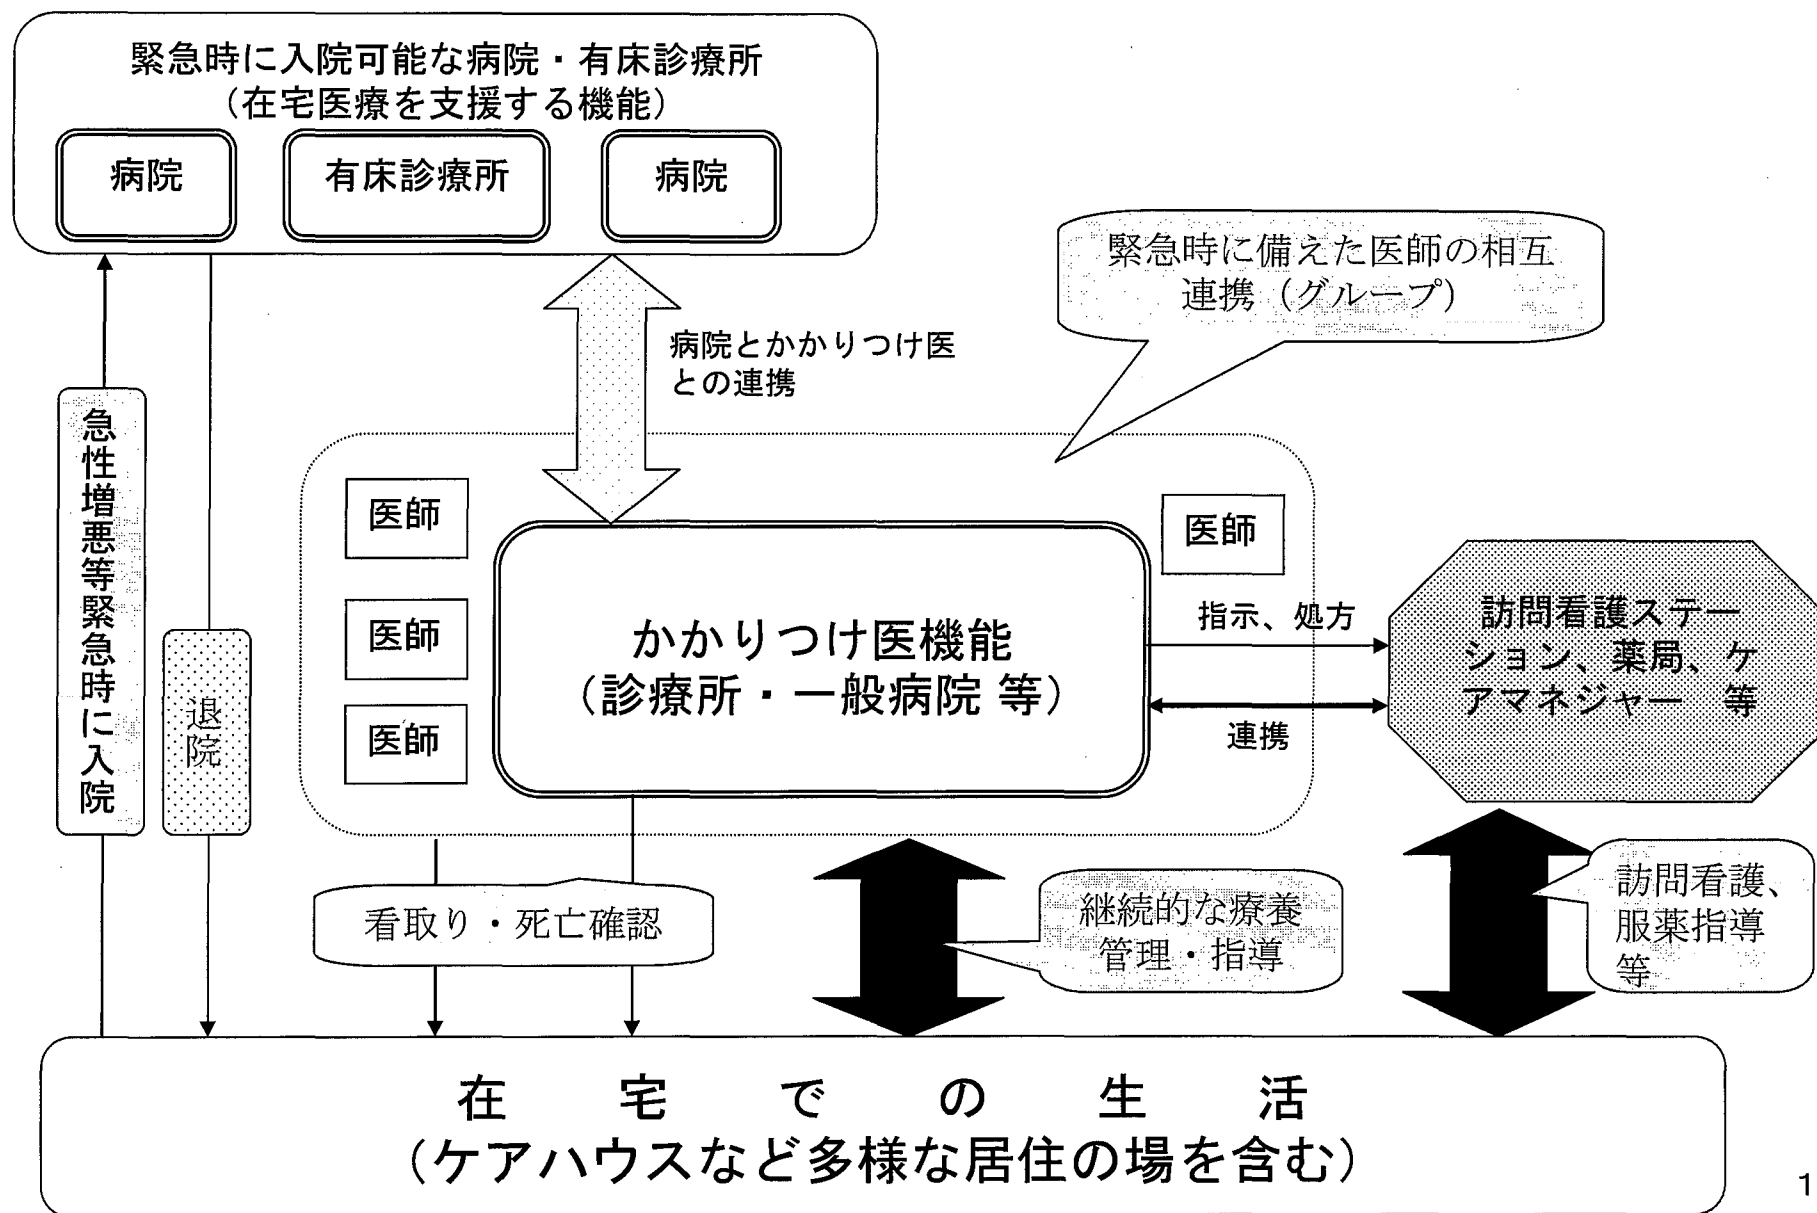 緊急時に入院可能な病院・有床診療所
(在宅医療を支援する機能)
病院
有床診療所
病院
緊急時に備えた医師の相互
連携（グループ）
病院とかかりつけ医
との連携
急性増悪等緊急時に入院
退院
医師
医師
医師
医師
かかりつけ医機能
(診療所・一般病院 等)
指示、処方
連携
訪問看護ステー
ション、薬局、ケ
アマネジャー　等
看取り・死亡確認
継続的な療養
管理・指導
訪問看護、
服薬指導
等
在　宅　で　の　生　活
(ケアハウスなど多様な居住の場を含む)
1